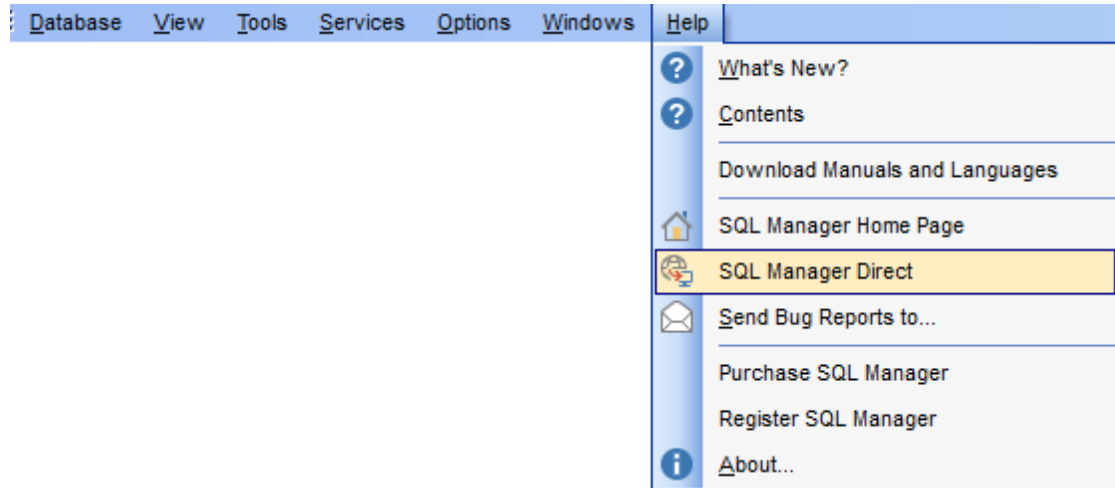 Database View Tools Services Options Windows Help
What's New?
Contents
Download Manuals and Languages
SQL Manager Home Page
SQL Manager Direct
Send Bug Reports to...
Purchase SQL Manager
Register SQL Manager
About...